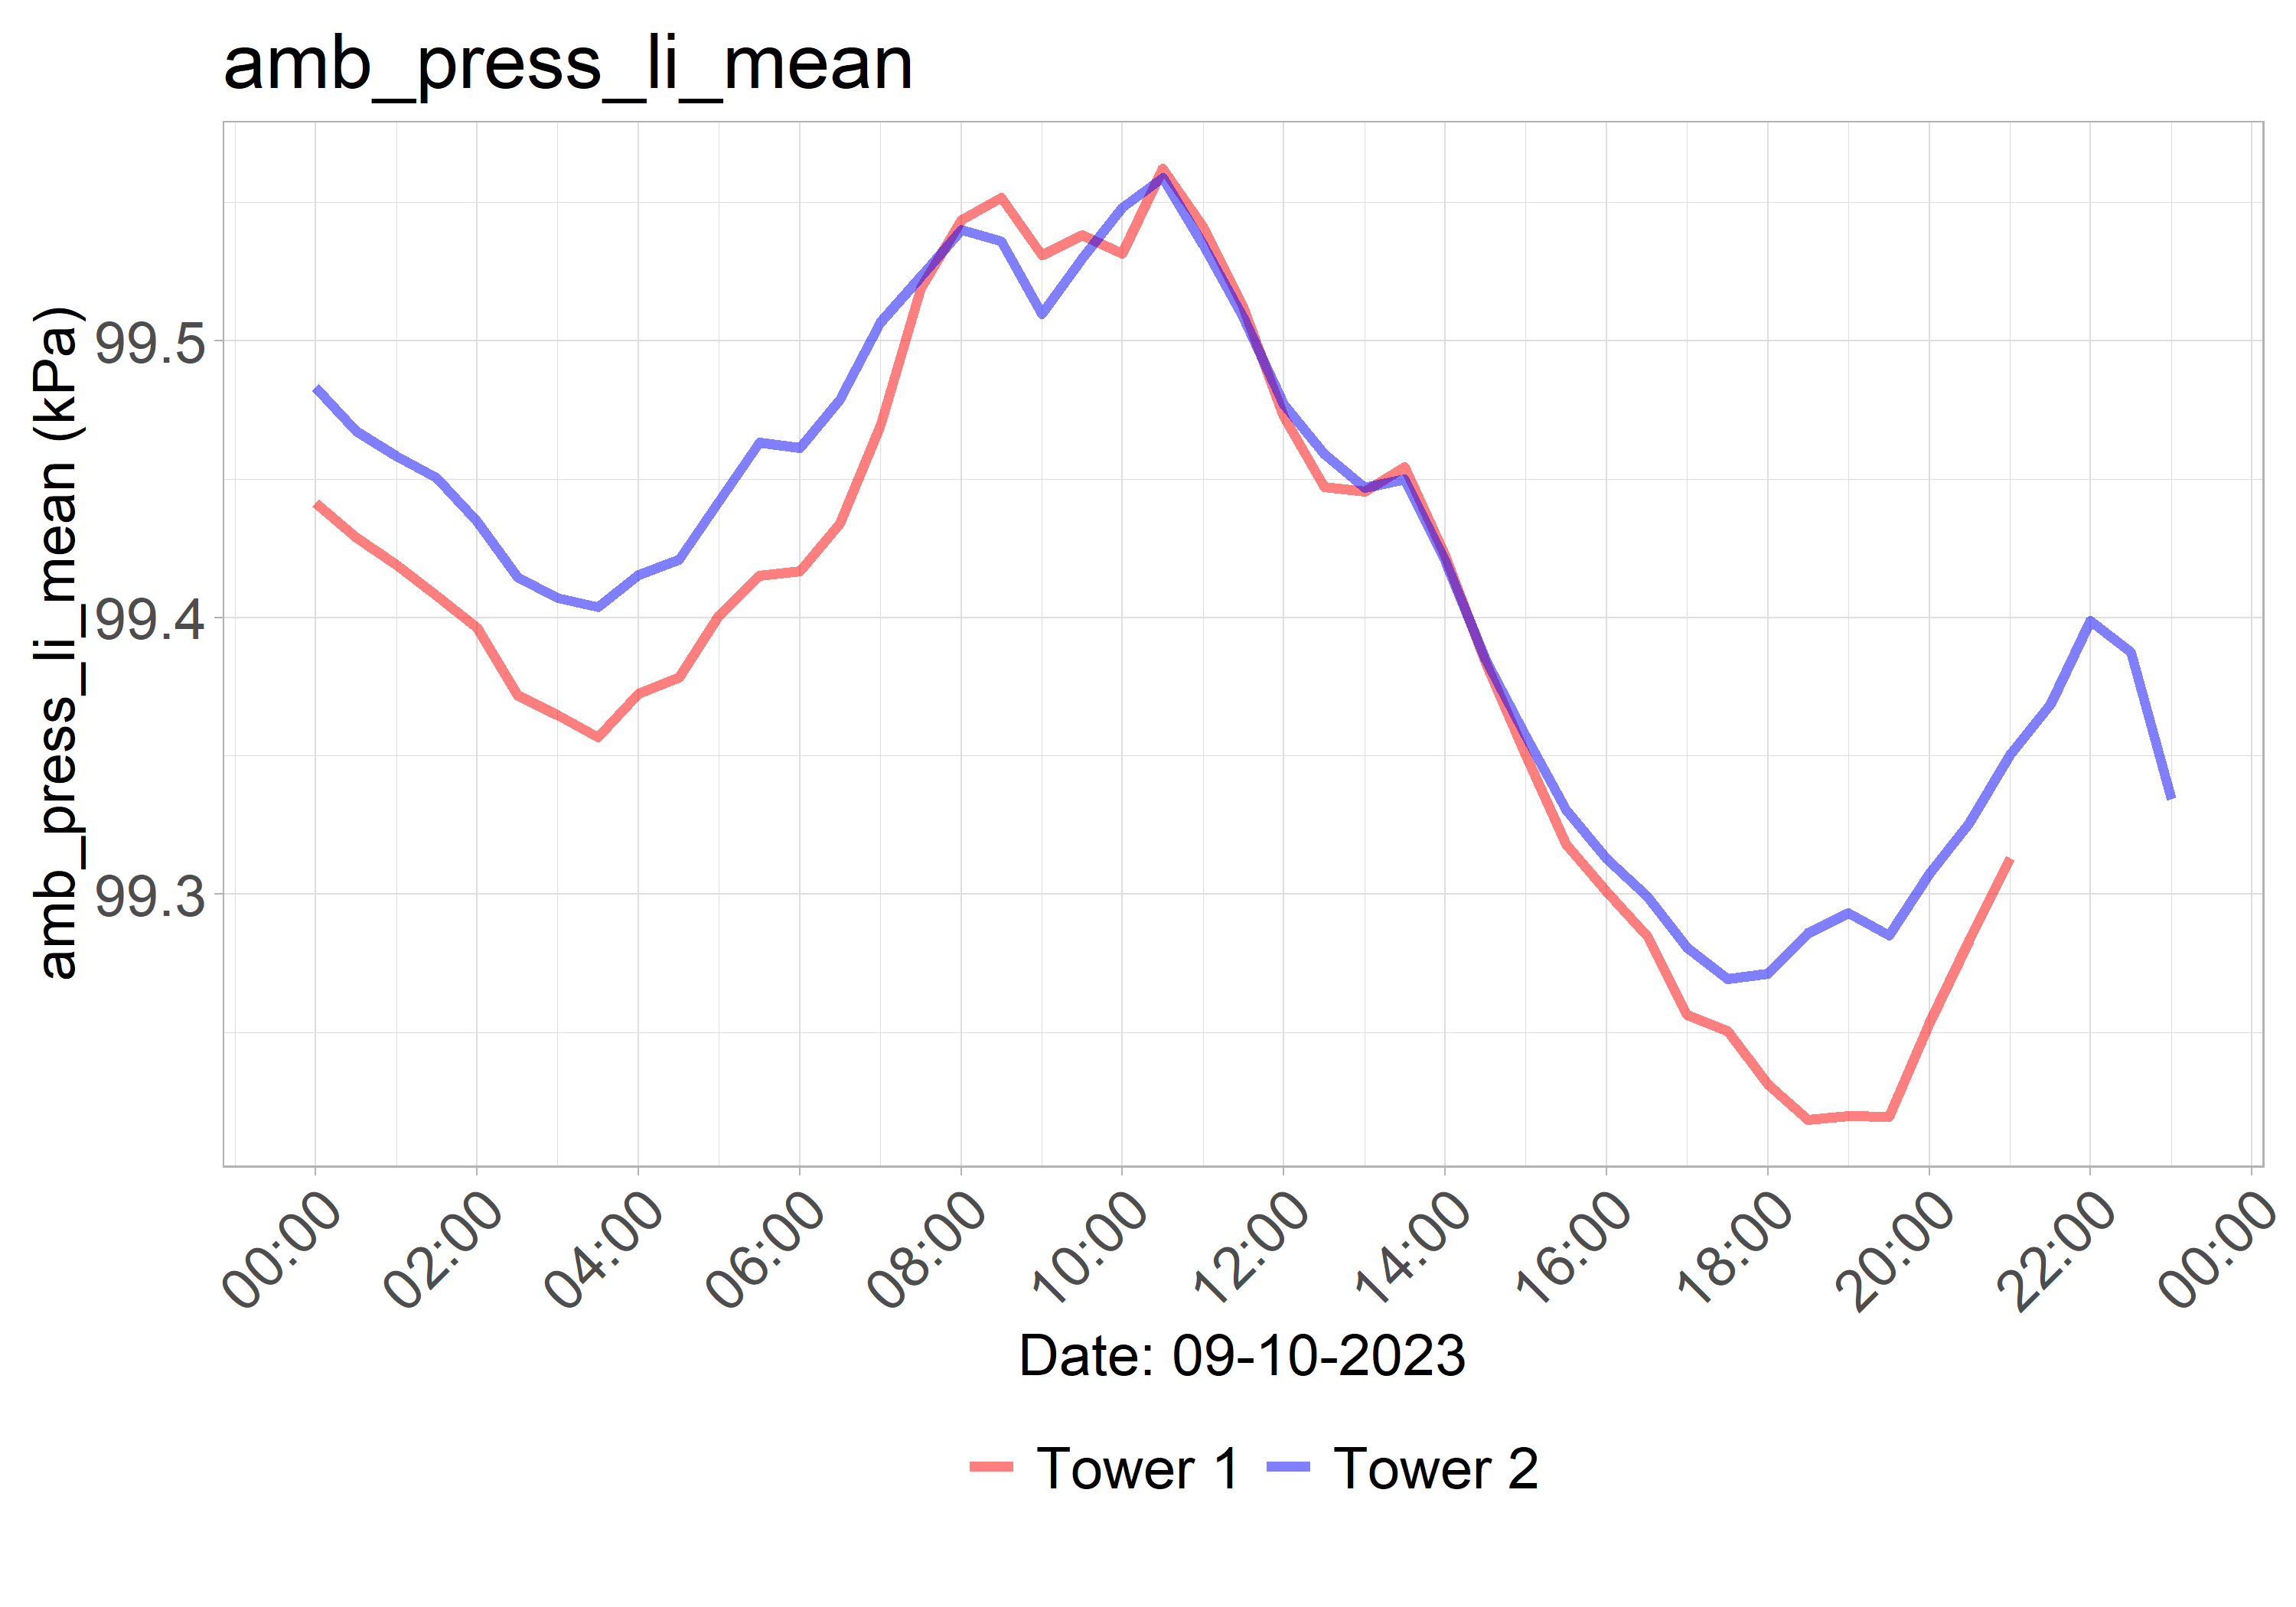 amb_press_li_mean
amb_press_li_mean (kPa)
99.5
99.4
99.3
00:00 02:00 04:00 06:00 08:00 10:00 12:00 14:00 16:00 18:00 20:00 22:00 00:00
Date: 09-10-2023
Tower 1 Tower 2